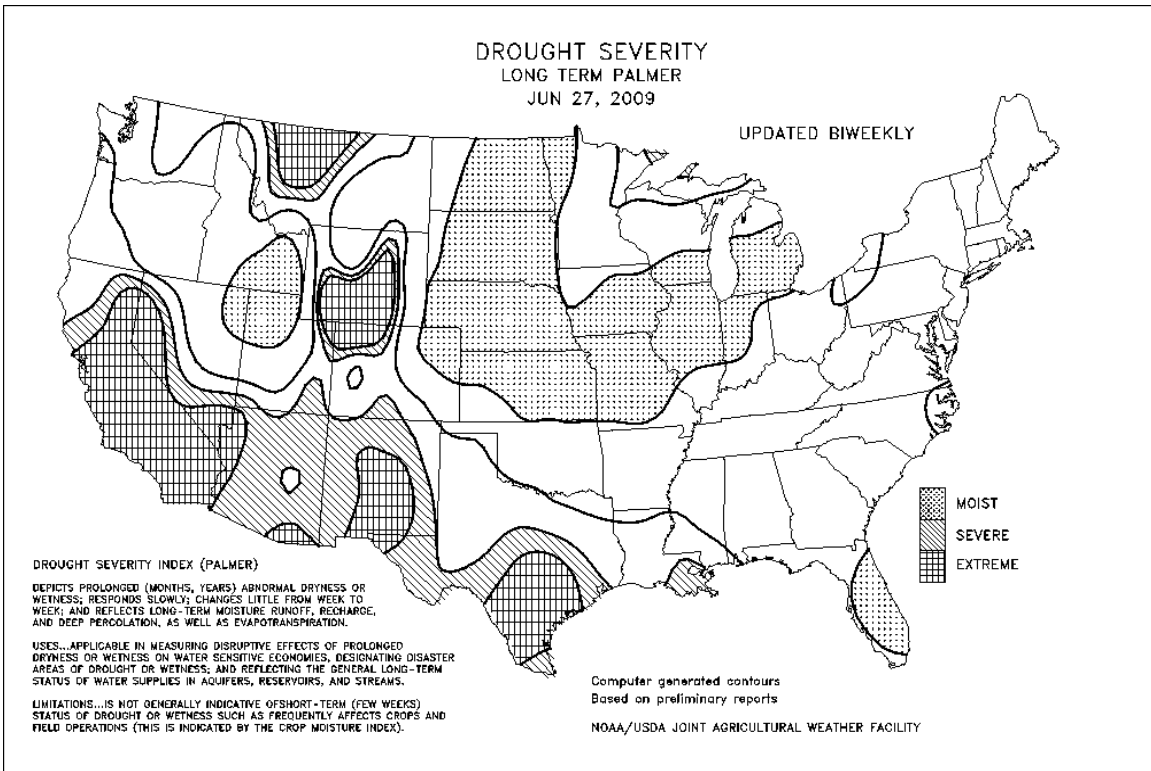 DROUGHT SEVERITY
LONG TERM PALMER
JUN 27, 2009
UPDATED BIWEEKLY
MOIST
SEVERE
EXTREME
DROUGHT SEVERITY INDEX (PALMER)
DEPICTS PROLONGED (MONTHS, YEARS) ABNORMAL DRYNESS OR
WETNESS; RESPONDS SLOWLY; CHANGES LITTLE FROM WEEK TO
WEEK; AND REFLECTS LONG-TERM MOISTURE RUNOFF, RECHARGE,
AND DEEP PERCOLATION, AS WELL AS EVAPOTRANSPIRATION.
USES...APPLICABLE IN MEASURING DISRUPTIVE EFFECTS OF PROLONGED
DRYNESS OR WETNESS ON WATER SENSITIVE ECONOMIES, DESIGNATING DISASTER
AREAS OF DROUGHT OR WETNESS; AND REFLECTING THE GENERAL LONG-TERM
STATUS OF WATER SUPPLIES IN AQUIFERS, RESERVOIRS, AND STREAMS.
LIMITATIONS...IS NOT GENERALLY INDICATIVE OFSHORT-TERM (FEW WEEKS)
STATUS OF DROUGHT OR WETNESS SUCH AS FREQUENTLY AFFECTS CROPS AND
FIELD OPERATIONS (THIS IS INDICATED BY THE CROP MOISTURE INDEX).
Computer generated contours
Based on preliminary reports
NOAA/USDA JOINT AGRICULTURAL WEATHER FACILITY